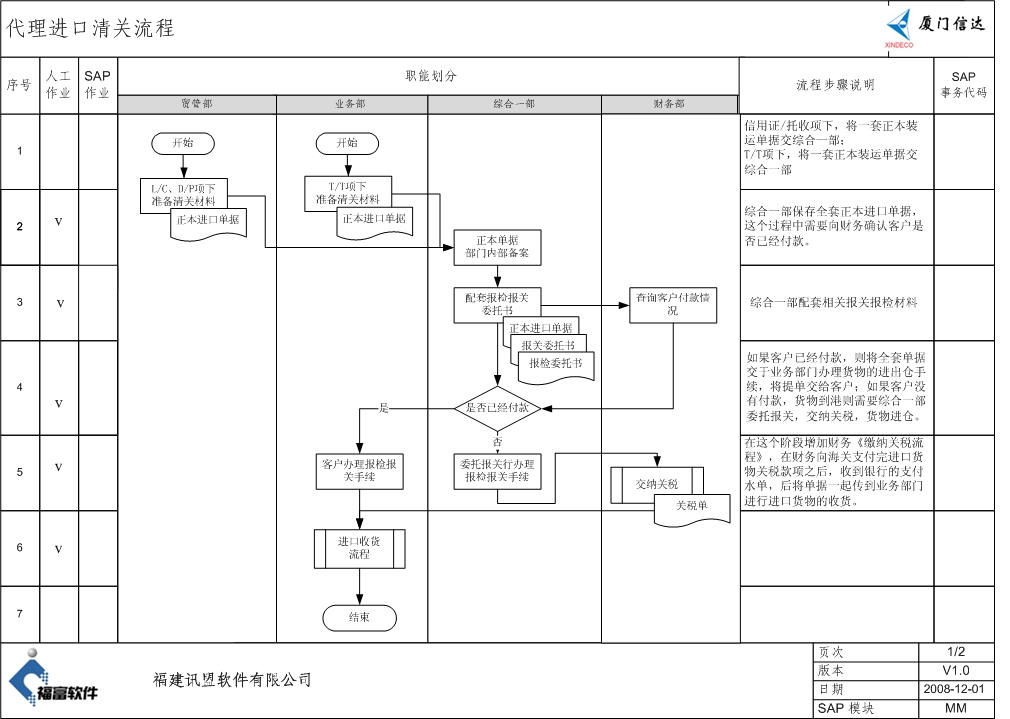 代理进口清关流程
厦门信达
XINDECO
序号
人工
作业
SAP
作业
职能划分
流程步骤说明
SAP
事务代码
贸管部
业务部
综合一部
财务部
1
开始
开始
L/C、D/P项下
准备清关材料
正本进口单据
T/T项下
准备清关材料
正本进口单据
信用证/托收项下，将一套正本装
运单据交综合一部；
T/T项下，将一套正本装运单据交
综合一部
2
V
正本单据
部门内部备案
综合一部保存全套正本进口单据，
这个过程中需要向财务确认客户是
否已经付款。
3
V
配套报检报关
委托书
正本进口单据
报关委托书
报检委托书
查询客户付款情
况
综合一部配套相关报关报检材料
4
V
是
是否已经付款
否
如果客户已经付款，则将全套单据
交于业务部门办理货物的进出仓手
续，将提单交给客户；如果客户没
有付款，货物到港则需要综合一部
委托报关，交纳关税，货物进仓。
5
V
客户办理报检报
关手续
委托报关行办理
报检报关手续
交纳关税
关税单
在这个阶段增加财务《缴纳关税流
程》，在财务向海关支付完进口货
物关税款项之后，收到银行的支付
水单，后将单据一起传到业务部门
进行进口货物的收货。
6
V
进口收货
流程
7
结束
福富软件
福建讯盟软件有限公司
页次
1/2
版本
V1.0
日期
2008-12-01
SAP 模块
MM